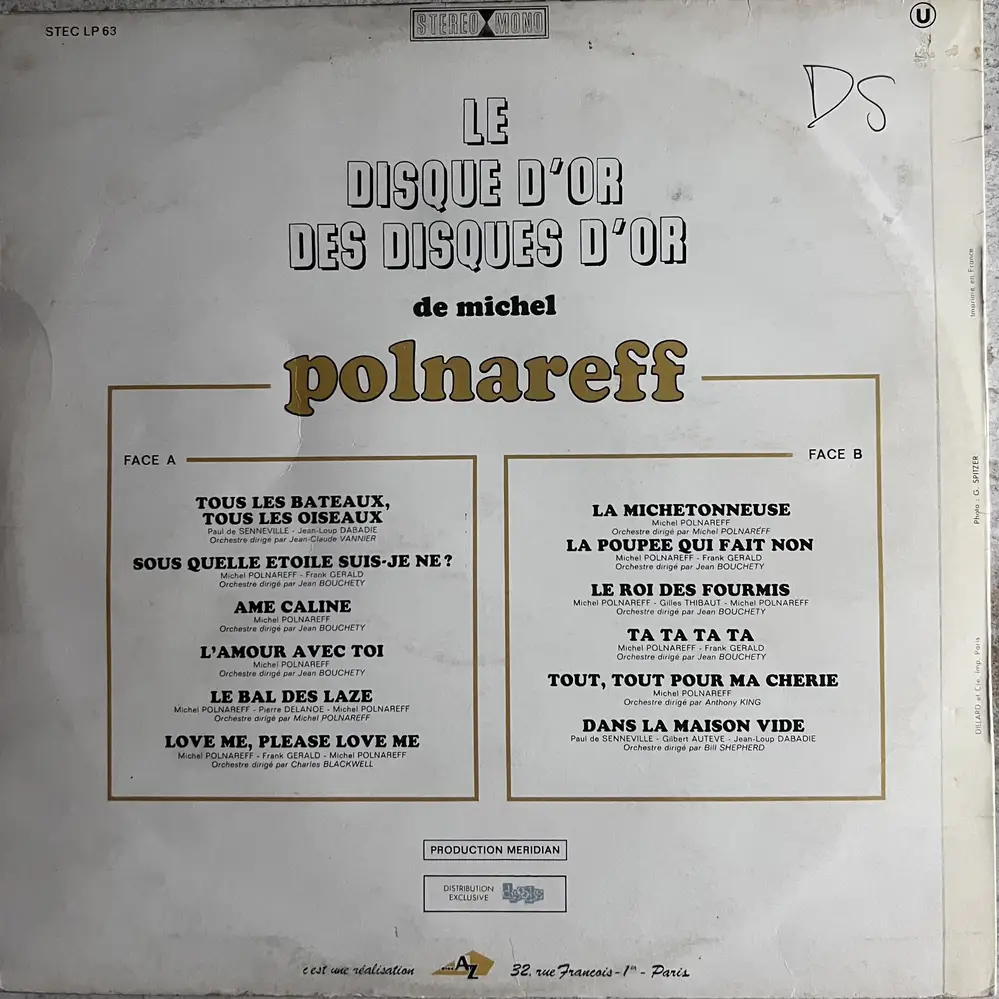 STEC LP 63
STEREO MONO
U
DS
LE
DISQUE D'OR
DES DISQUES D'OR
de michel
polnareff
FACE A
TOUS LES BATEAUX,
TOUS LES OISEAUX
Paul de SENNEVILLE - Jean-Loup DABADIE
Orchestre dirigé par Jean-Claude VANNIER
SOUS QUELLE ETOILE SUIS-JE NE ?
Michel POLNAREFF - Frank GERALD
Orchestre dirigé par Jean BOUCHETY
AME CALINE
Michel POLNAREFF
Orchestre dirigé par Jean BOUCHETY
L'AMOUR AVEC TOI
Michel POLNAREFF
Orchestre dirigé par Jean BOUCHETY
LE BAL DES LAZE
Michel POLNAREFF - Pierre DELANOE - Michel POLNAREFF
Orchestre dirigé par Michel POLNAREFF
LOVE ME, PLEASE LOVE ME
Michel POLNAREFF - Frank GERALD - Michel POLNAREFF
Orchestre dirigé par Charles BLACKWELL
FACE B
LA MICHETONNEUSE
Michel POLNAREFF
Orchestre dirigé par Michel POLNAREFF
LA POUPEE QUI FAIT NON
Michel POLNAREFF - Frank GERALD
Orchestre dirigé par Jean BOUCHETY
LE ROI DES FOURMIS
Michel POLNAREFF - Gilles THIBAUT - Michel POLNAREFF
Orchestre dirigé par Jean BOUCHETY
TA TA TA TA
Michel POLNAREFF - Frank GERALD
Orchestre dirigé par Jean BOUCHETY
TOUT, TOUT POUR MA CHERIE
Michel POLNAREFF
Orchestre dirigé par Anthony KING
DANS LA MAISON VIDE
Paul de SENNEVILLE - Gilbert AUTEVE - Jean-Loup DABADIE
Orchestre dirigé par Bill SHEPHERD
PRODUCTION MERIDIAN
DISTRIBUTION
EXCLUSIVE
discodis
c'est une réalisation
DISC'AZ
32, rue François-1er - Paris
Imprimé en France
Photo : G. SPITZER
DILLARD et Cie. Imp. Paris